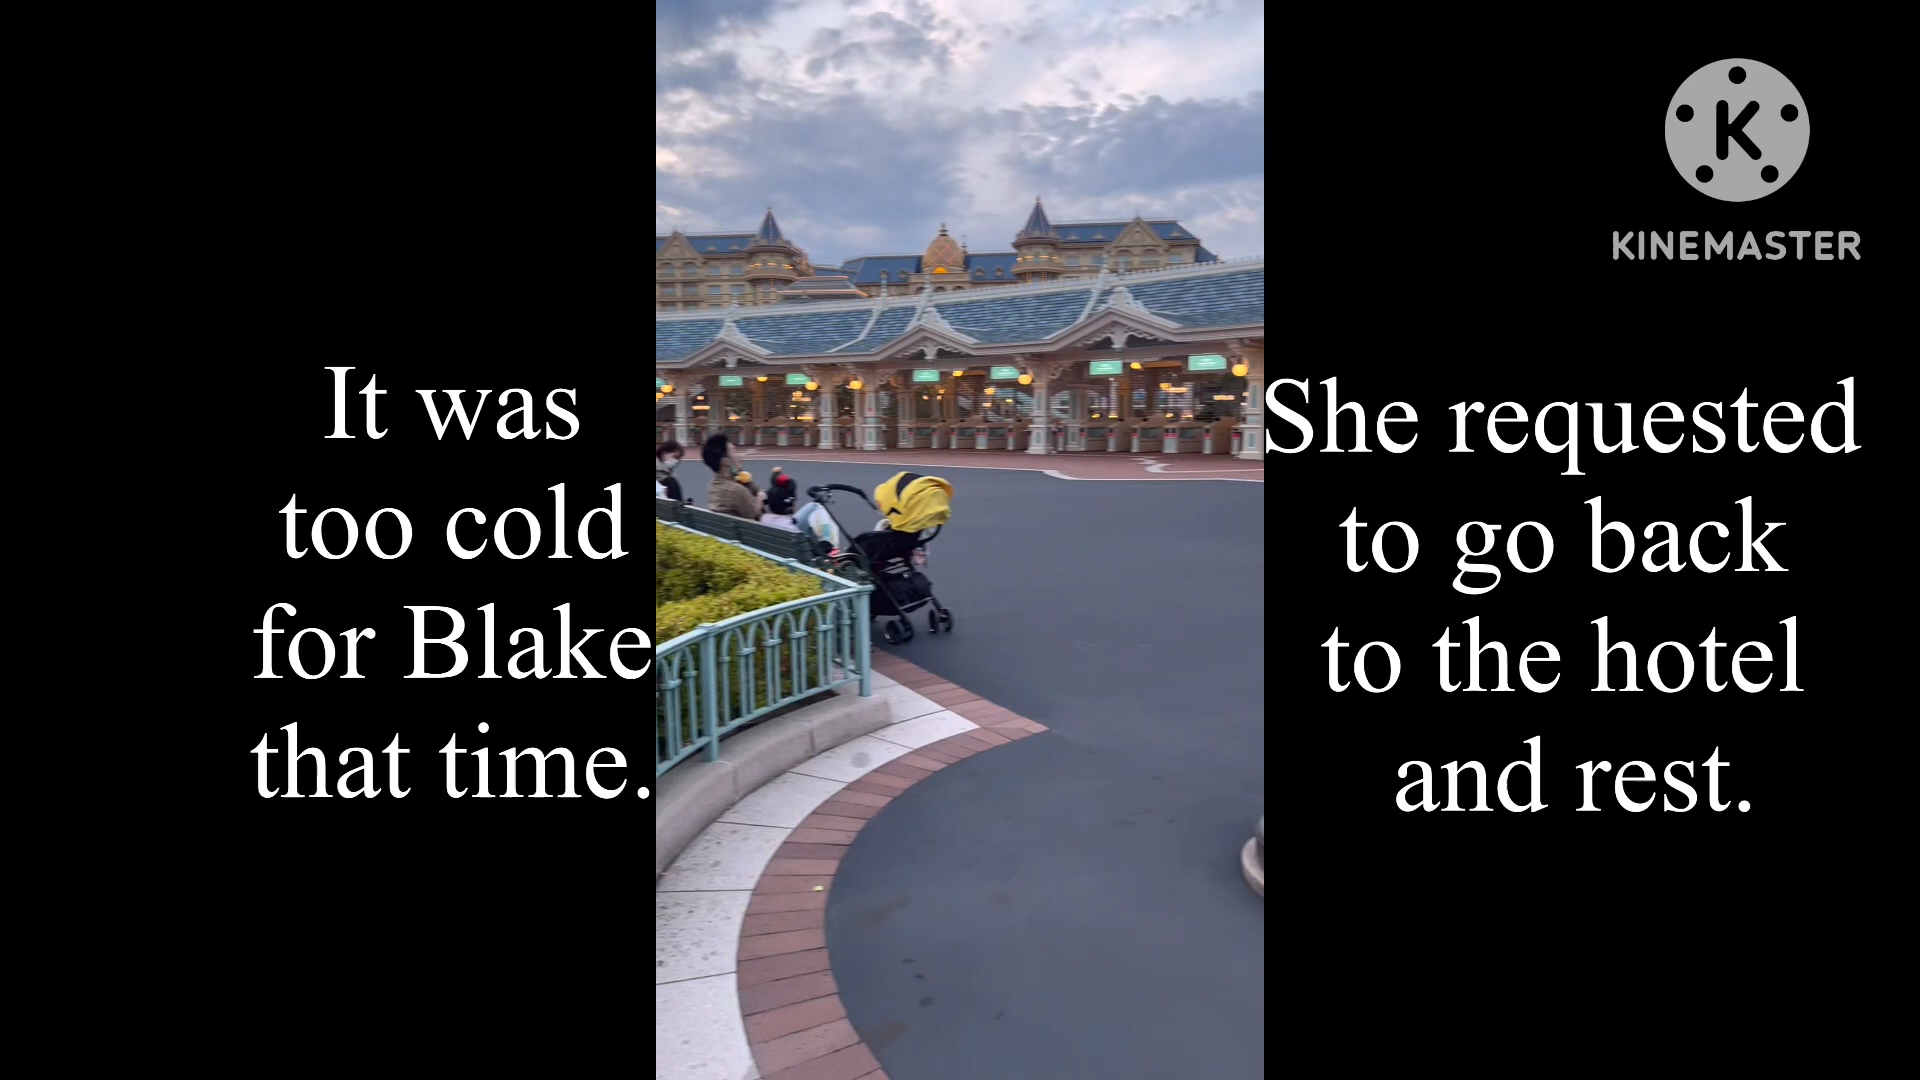 It was
too cold
for Blake
that time.
She requested
to go back
to the hotel
and rest.
KINEMASTER